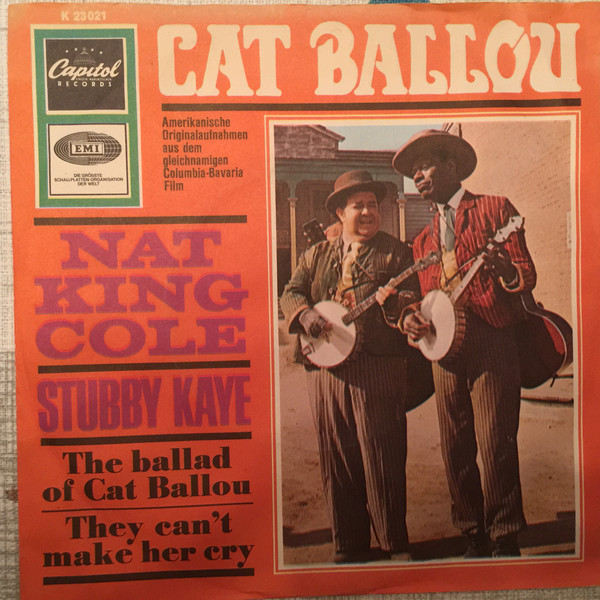 K 23 021
CAT BALLOU
Capitol
RECORDS
EMI
DIE GRÖSSTE
SCHALLPLATTEN-ORGANISATION
DER WELT
Amerikanische
Originalaufnahmen
aus dem
gleichnamigen
Columbia-Bavaria
Film
NAT
KING
COLE
STUBBY KAYE
The ballad
of Cat Ballou
They can't
make her cry